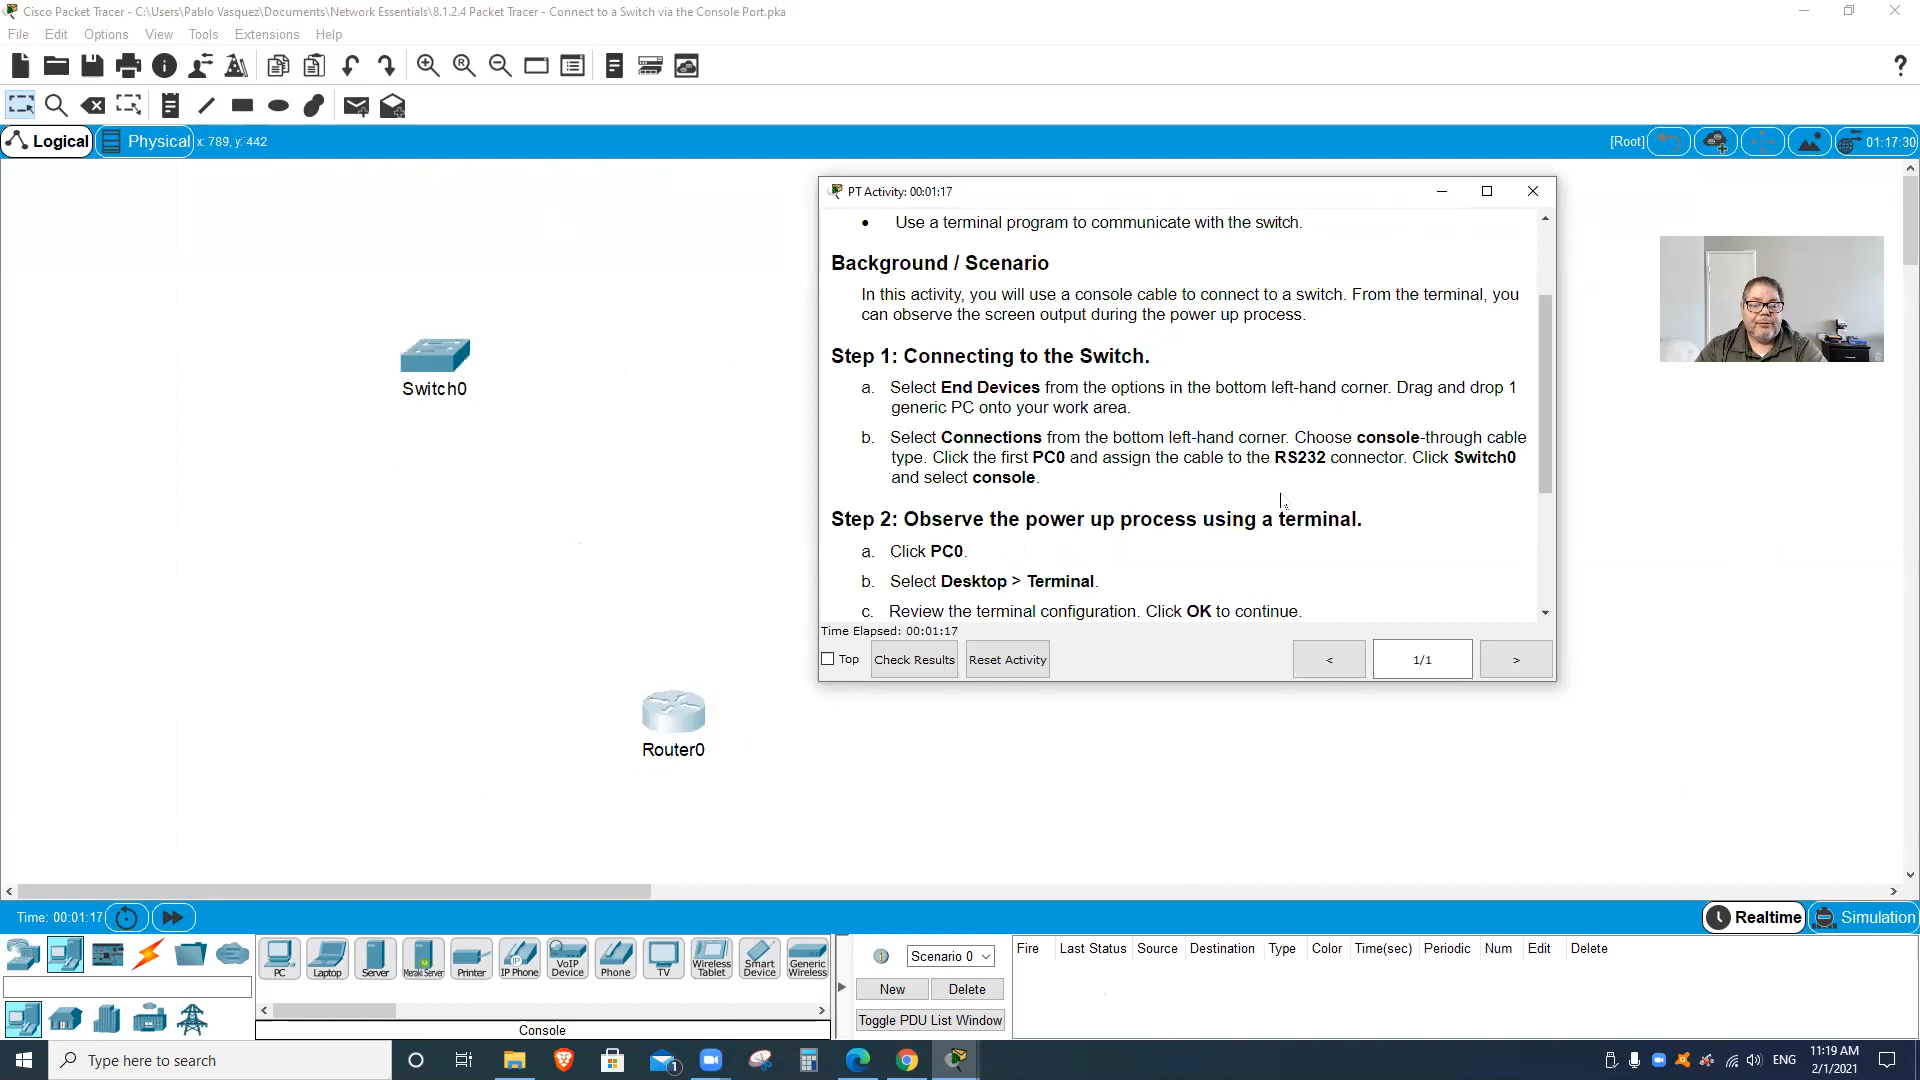 Cisco Packet Tracer - C:\Users\Pablo Vasquez\Documents\Network Essentials\8.1.2.4 Packet Tracer - Connect to a Switch via the Console Port.pka
File Edit Options View Tools Extensions Help
Logical Physical x: 789, y: 442 [Root] 01:17:30
PT Activity: 00:01:17
• Use a terminal program to communicate with the switch.
Background / Scenario
In this activity, you will use a console cable to connect to a switch. From the terminal, you
can observe the screen output during the power up process.
Step 1: Connecting to the Switch.
a. Select End Devices from the options in the bottom left-hand corner. Drag and drop 1
generic PC onto your work area.
b. Select Connections from the bottom left-hand corner. Choose console-through cable
type. Click the first PC0 and assign the cable to the RS232 connector. Click Switch0
and select console.
Step 2: Observe the power up process using a terminal.
a. Click PC0.
b. Select Desktop > Terminal.
c. Review the terminal configuration. Click OK to continue.
Time Elapsed: 00:01:17
Top Check Results Reset Activity < 1/1 >
Switch0
Router0
Time: 00:01:17 Realtime Simulation
PC Laptop Server Meraki Server Printer IP Phone VoIP Device Phone TV Wireless Tablet Smart Device Generic Wireless
Console
Scenario 0
New Delete
Toggle PDU List Window
Fire Last Status Source Destination Type Color Time(sec) Periodic Num Edit Delete
Type here to search
1
ENG
11:19 AM
2/1/2021